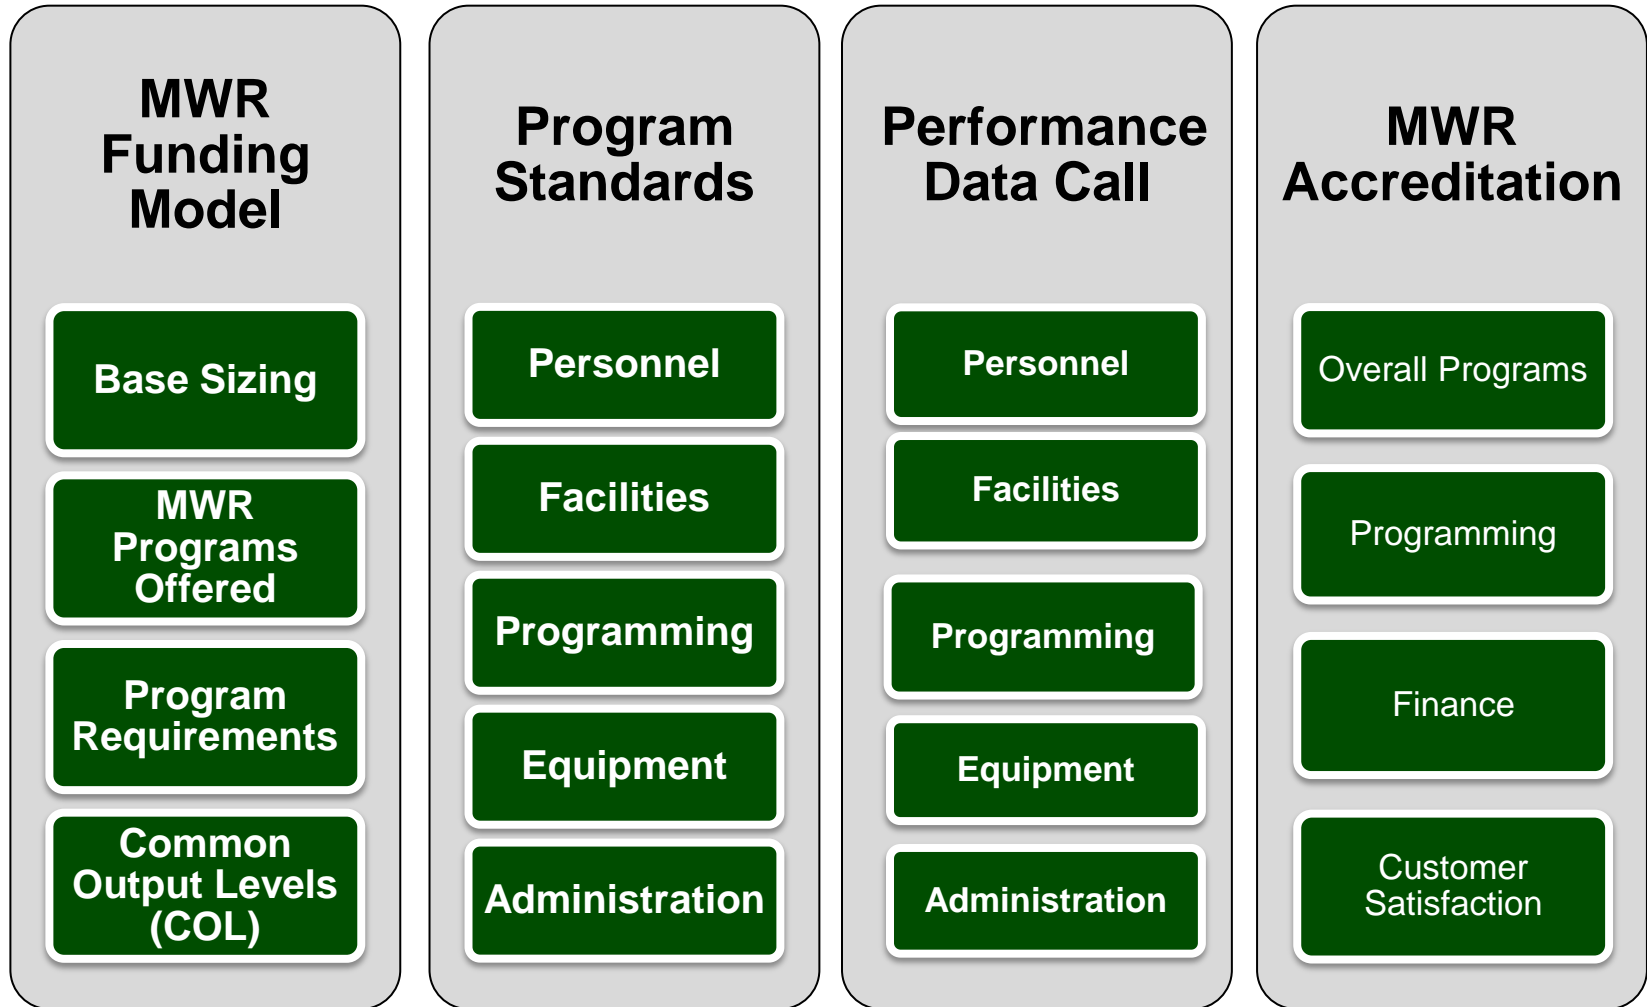 MWR
Funding
Model
Base Sizing
MWR
Programs
Offered
Program
Requirements
Common
Output Levels
(COL)
Program
Standards
Personnel
Facilities
Programming
Equipment
Administration
Performance
Data Call
Personnel
Facilities
Programming
Equipment
Administration
MWR
Accreditation
Overall Programs
Programming
Finance
Customer
Satisfaction